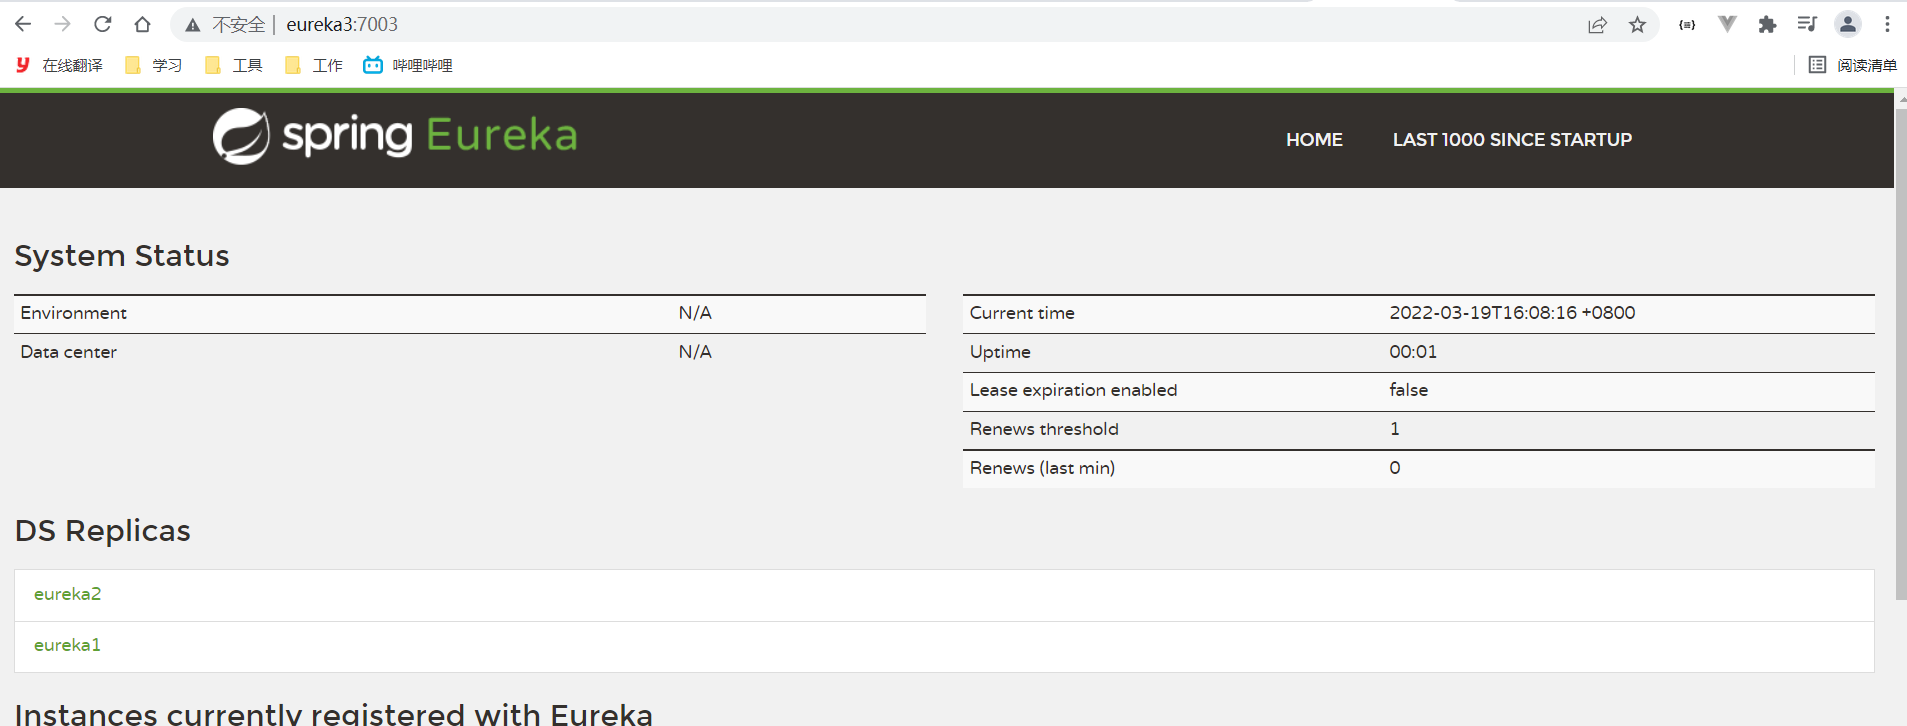 不安全 | eureka3:7003
在线翻译 学习 工具 工作 哔哩哔哩 阅读清单
spring Eureka HOME LAST 1000 SINCE STARTUP
System Status
Environment N/A
Data center N/A
Current time 2022-03-19T16:08:16 +0800
Uptime 00:01
Lease expiration enabled false
Renews threshold 1
Renews (last min) 0
DS Replicas
eureka2
eureka1
Instances currently registered with Eureka